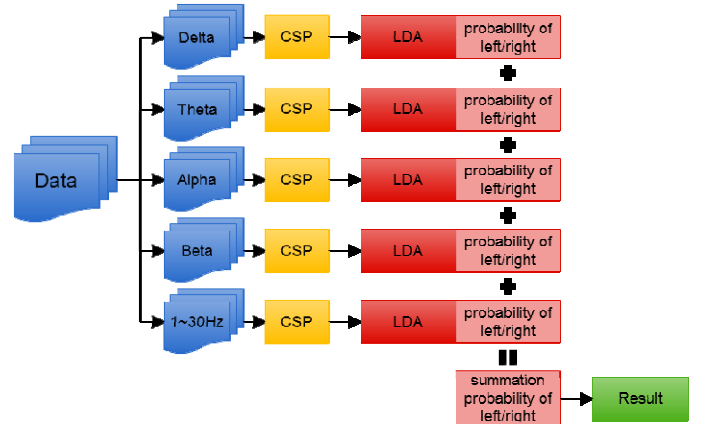 Delta CSP LDA probability of
left/right
Theta CSP LDA probability of
left/right
Data Alpha CSP LDA probability of
left/right
Beta CSP LDA probability of
left/right
1~30Hz CSP LDA probability of
left/right
summation
probability of
left/right
Result